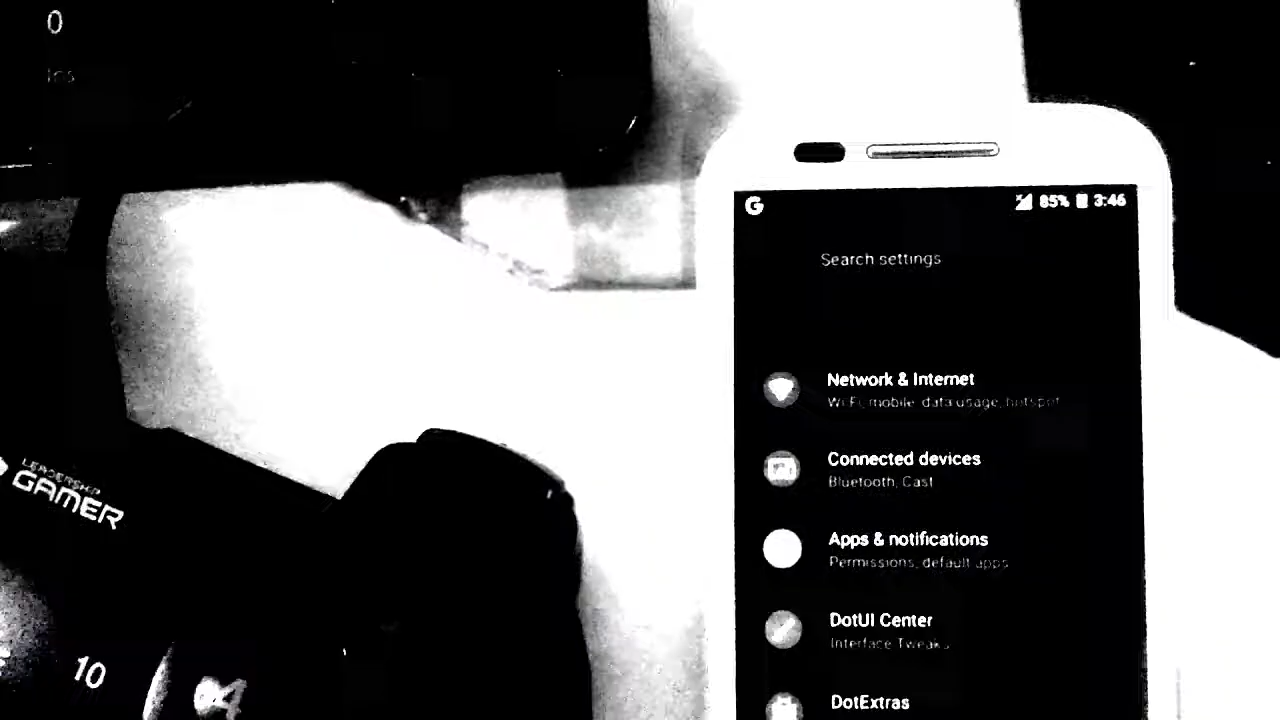 0
LEADERSHIP
GAMER
10
G
85% 3:46
Search settings
Network & Internet
Wi-Fi, mobile, data usage, hotspot
Connected devices
Bluetooth, Cast
Apps & notifications
Permissions, default apps
DotUI Center
Interface Tweaks
DotExtras